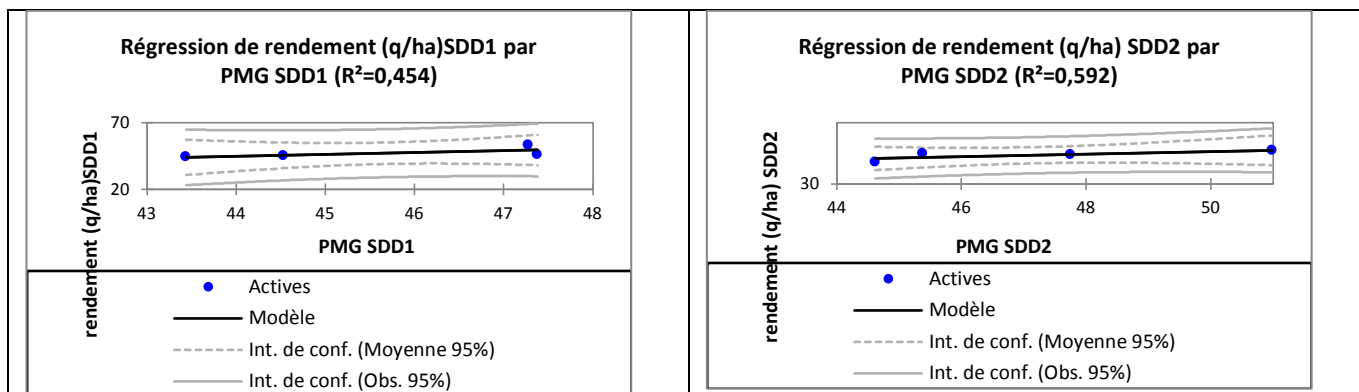 Régression de rendement (q/ha)SDD1 par
PMG SDD1 (R²=0,454)
rendement (q/ha)SDD1
70
20
43 44 45 46 47 48
PMG SDD1
Actives
Modèle
Int. de conf. (Moyenne 95%)
Int. de conf. (Obs. 95%)
Régression de rendement (q/ha) SDD2 par
PMG SDD2 (R²=0,592)
rendement (q/ha) SDD2
30
44 46 48 50
PMG SDD2
Actives
Modèle
Int. de conf. (Moyenne 95%)
Int. de conf. (Obs. 95%)